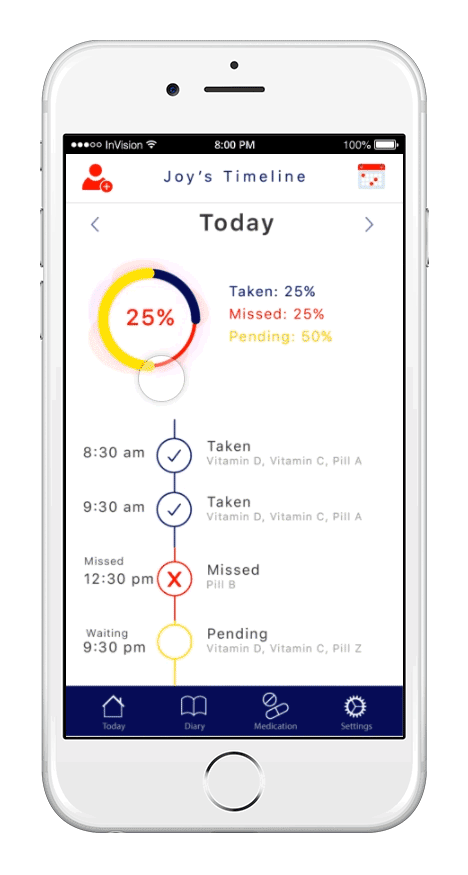 InVision 8:00 PM 100%
Joy's Timeline
Today
25%
Taken: 25%
Missed: 25%
Pending: 50%
8:30 am Taken
Vitamin D, Vitamin C, Pill A
9:30 am Taken
Vitamin D, Vitamin C, Pill A
Missed
12:30 pm X Missed
Pill B
Waiting
9:30 pm Pending
Vitamin D, Vitamin C, Pill Z
Today Diary Medication Settings